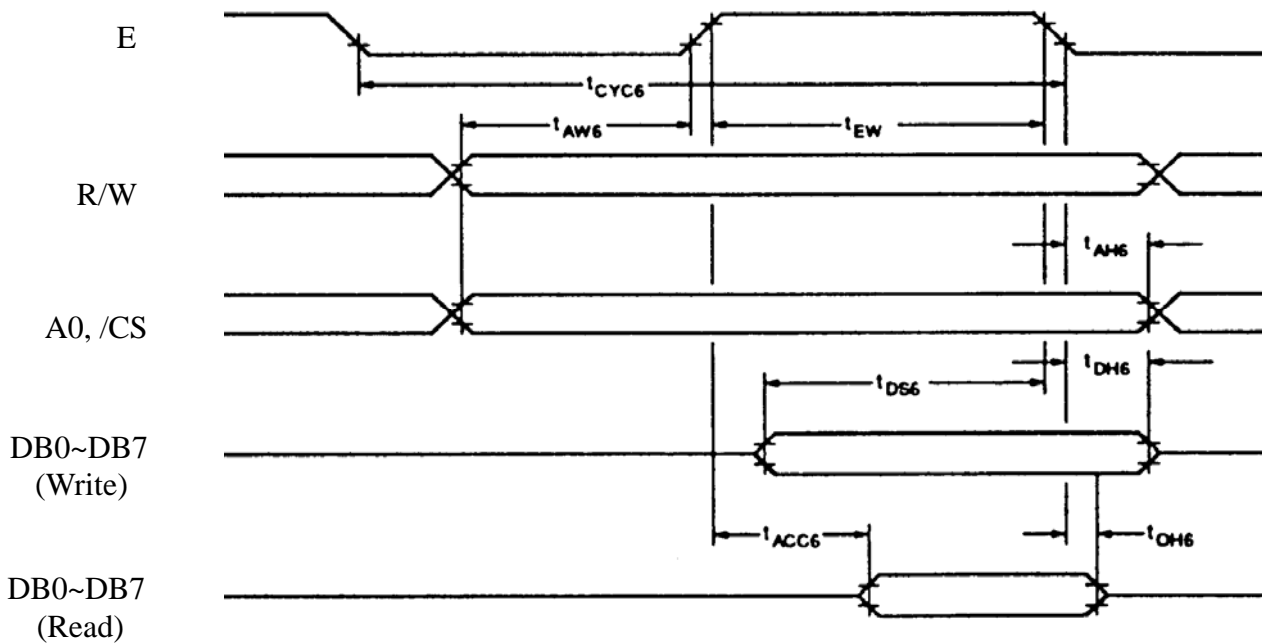 E
tCYC6
tAW6
tEW
R/W
tAH6
A0, /CS
tDH6
tDS6
DB0~DB7
(Write)
tACC6
tOH6
DB0~DB7
(Read)